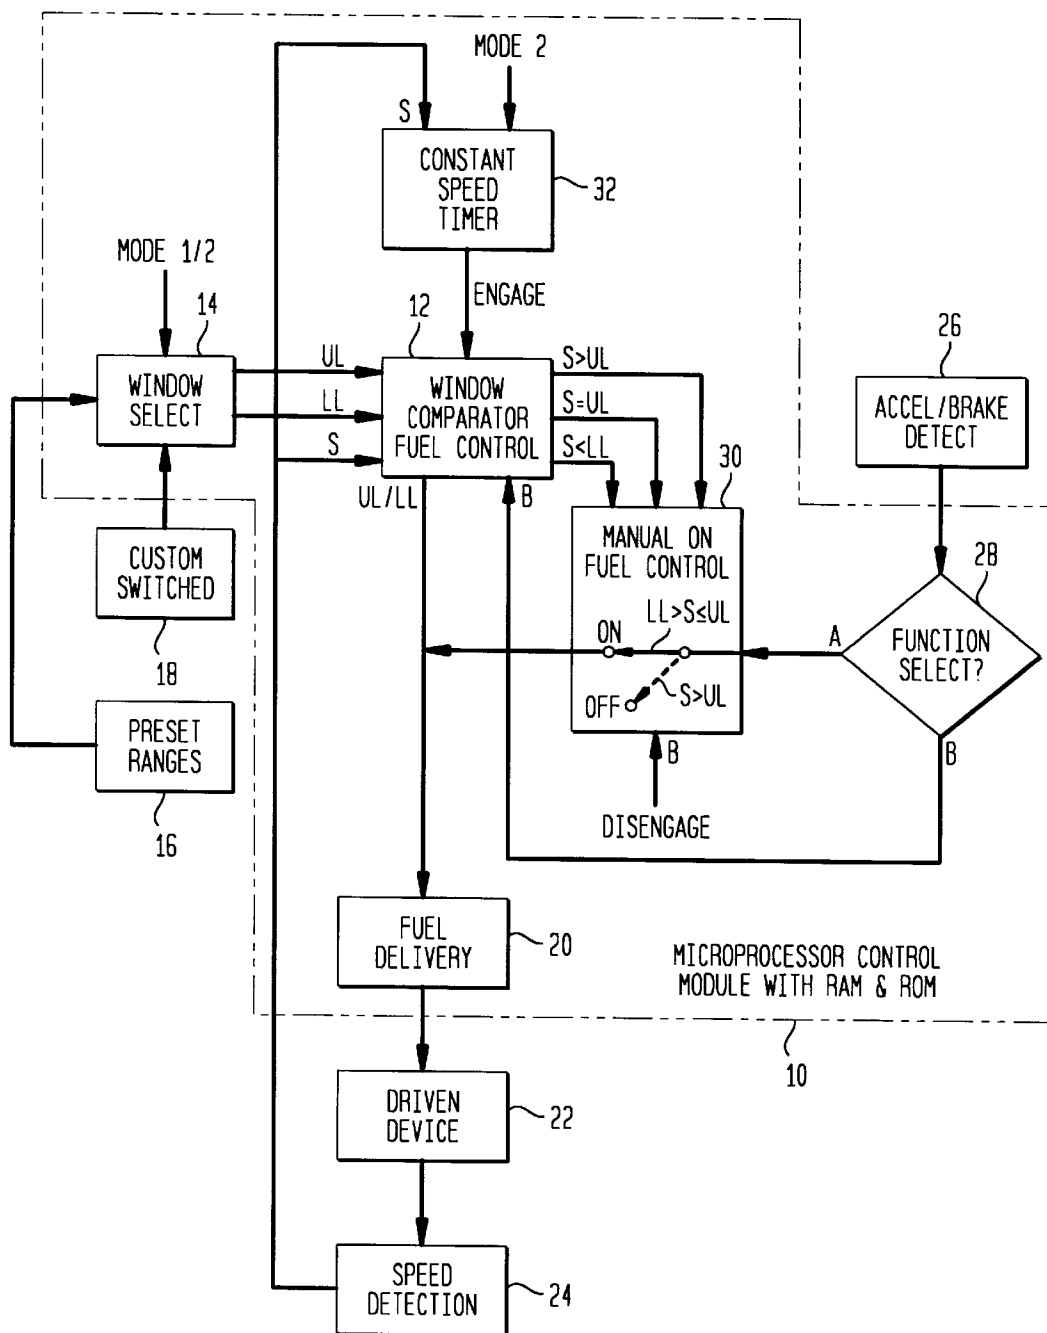 MODE 2
S
CONSTANT
SPEED
TIMER
32
MODE 1/2
ENGAGE
14
12
26
UL
S>UL
WINDOW
SELECT
LL
WINDOW
COMPARATOR
FUEL CONTROL
S=UL
ACCEL/BRAKE
DETECT
S
S<LL
30
UL/LL
B
CUSTOM
SWITCHED
MANUAL ON
FUEL CONTROL
28
18
ON
LL>S≤UL
A
FUNCTION
SELECT?
OFF
S>UL
PRESET
RANGES
B
B
16
DISENGAGE
FUEL
DELIVERY
20
MICROPROCESSOR CONTROL
MODULE WITH RAM & ROM
10
DRIVEN
DEVICE
22
SPEED
DETECTION
24